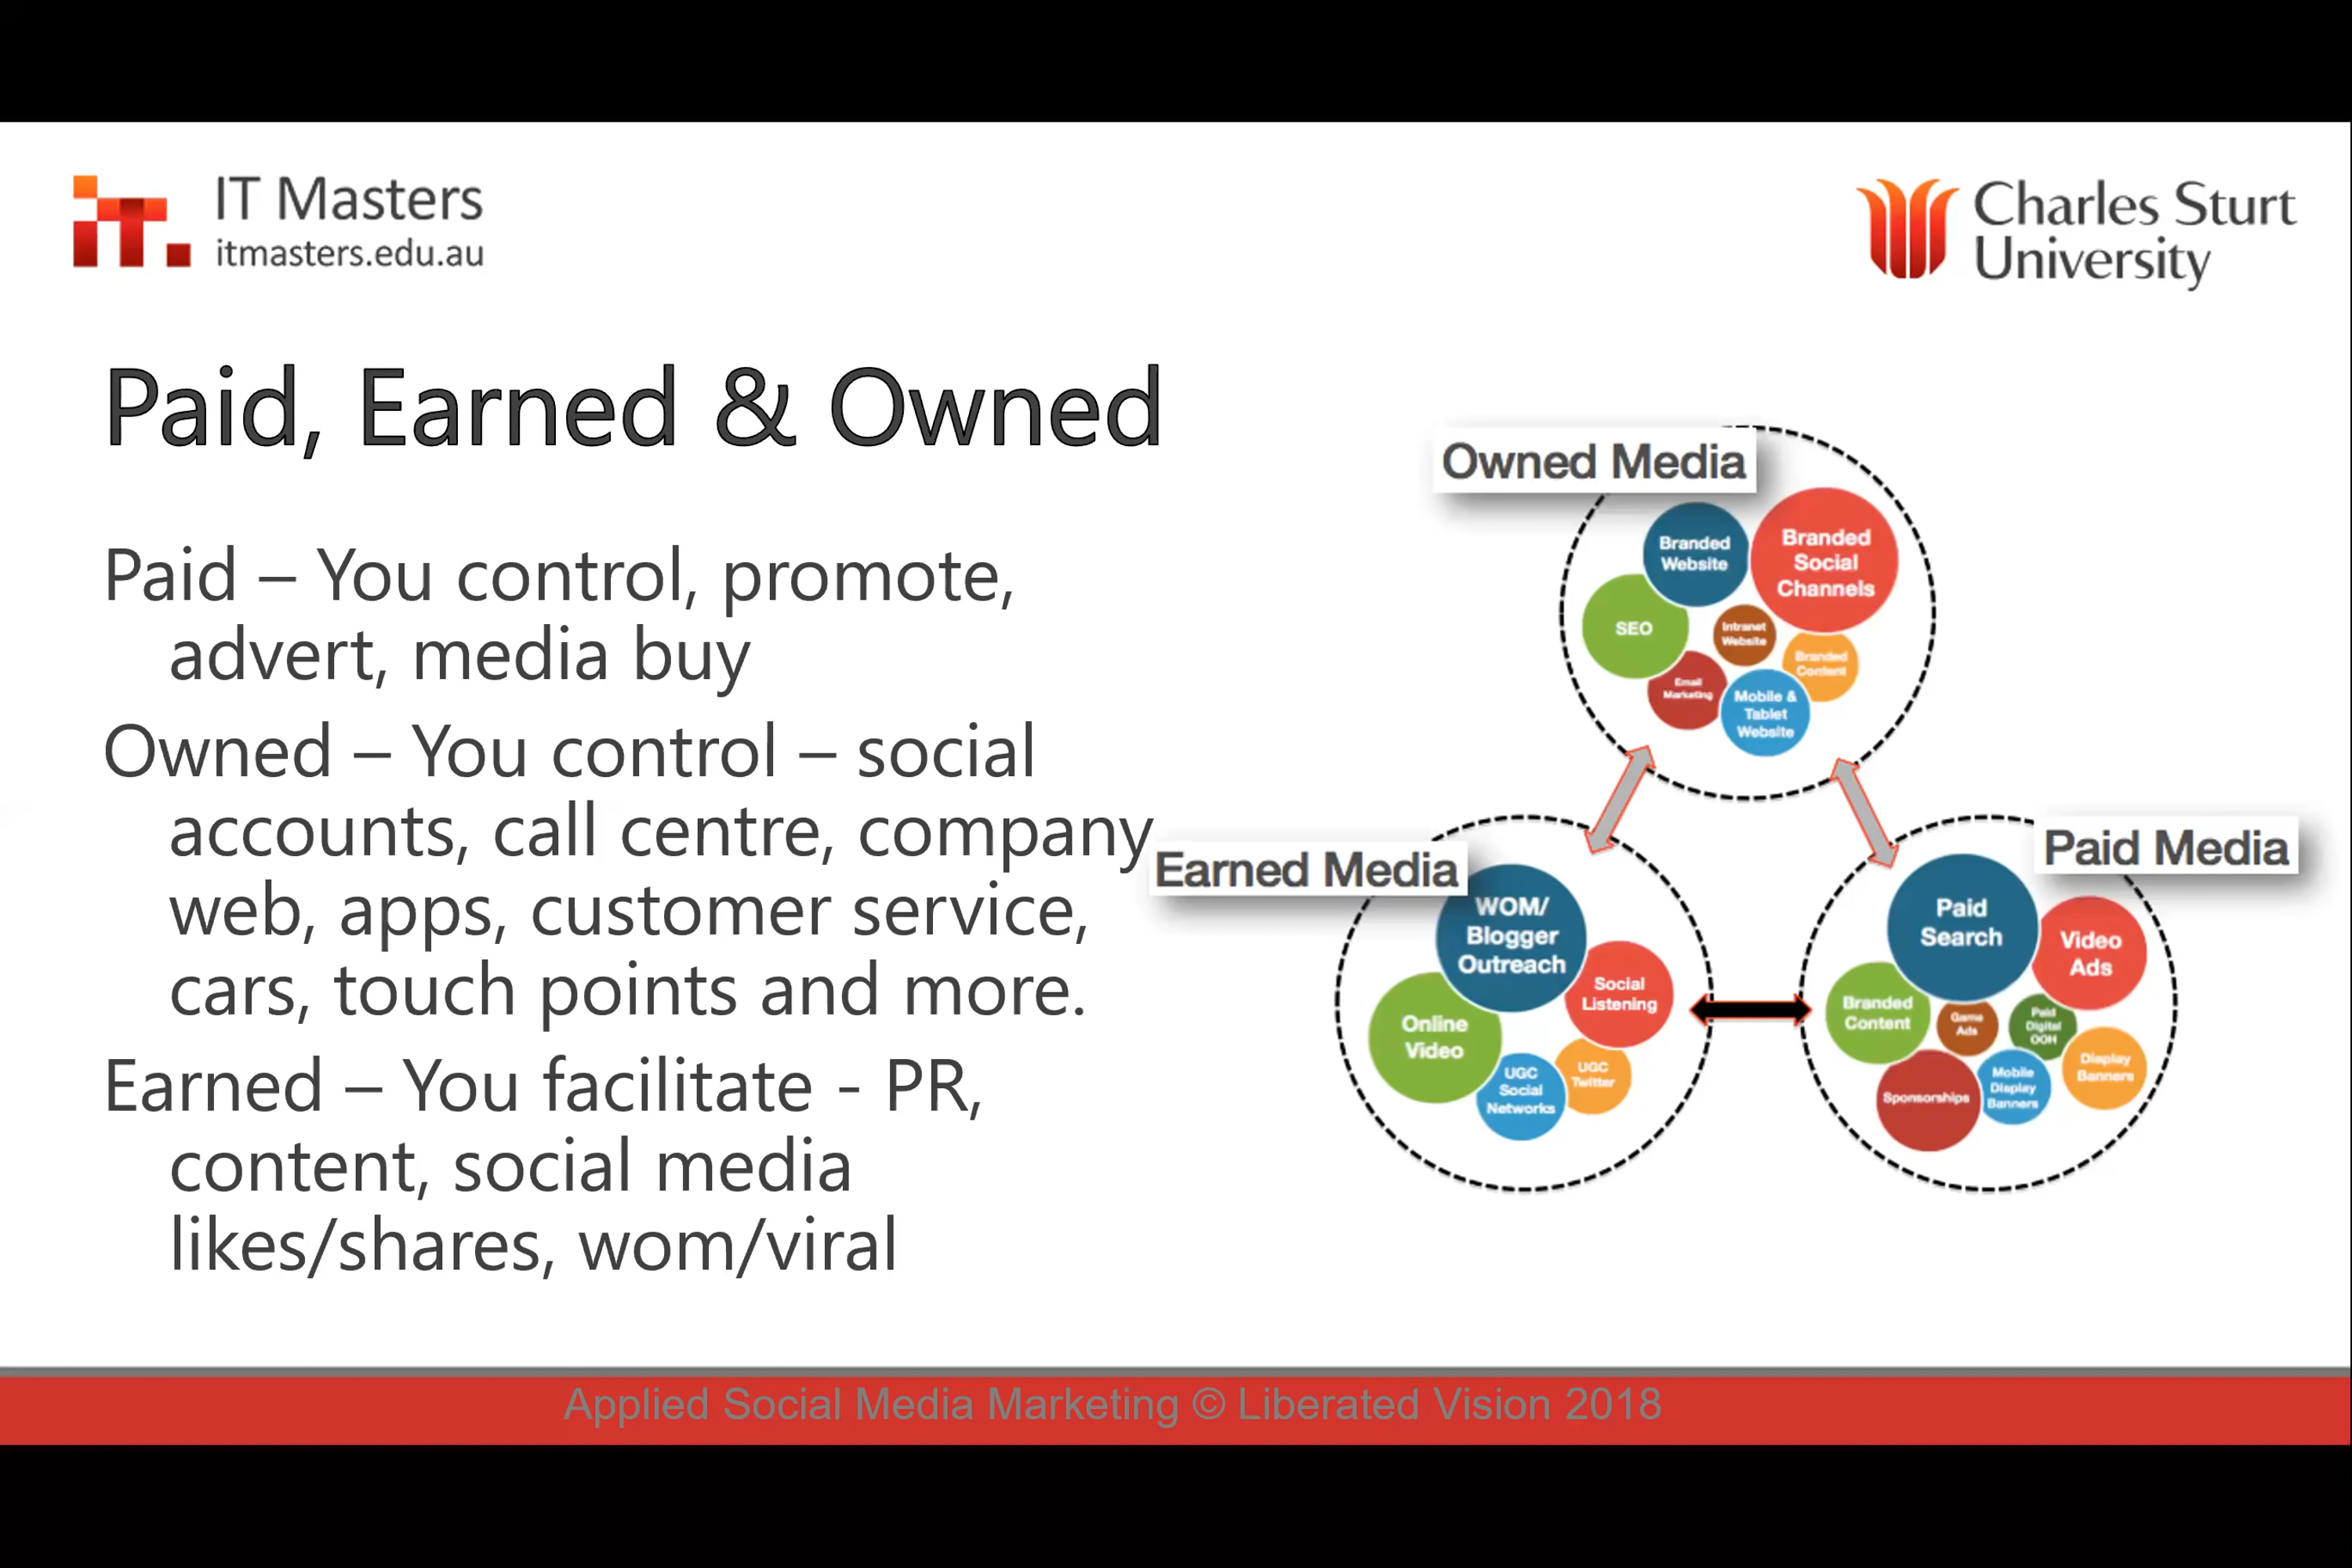 IT Masters
itmasters.edu.au
Charles Sturt
University
Paid, Earned & Owned
Paid – You control, promote,
advert, media buy
Owned – You control – social
accounts, call centre, company
web, apps, customer service,
cars, touch points and more.
Earned – You facilitate - PR,
content, social media
likes/shares, wom/viral
Owned Media
Branded
Website
Branded
Social
Channels
SEO
Intranet
Website
Branded
Content
Email
Marketing
Mobile &
Tablet
Website
Earned Media
WOM/
Blogger
Outreach
Social
Listening
Online
Video
UGC
Social
Networks
UGC
Twitter
Paid Media
Paid
Search
Video
Ads
Branded
Content
Game
Ads
Paid
Digital
OOH
Display
Banners
Mobile
Display
Banners
Sponsorships
Applied Social Media Marketing © Liberated Vision 2018